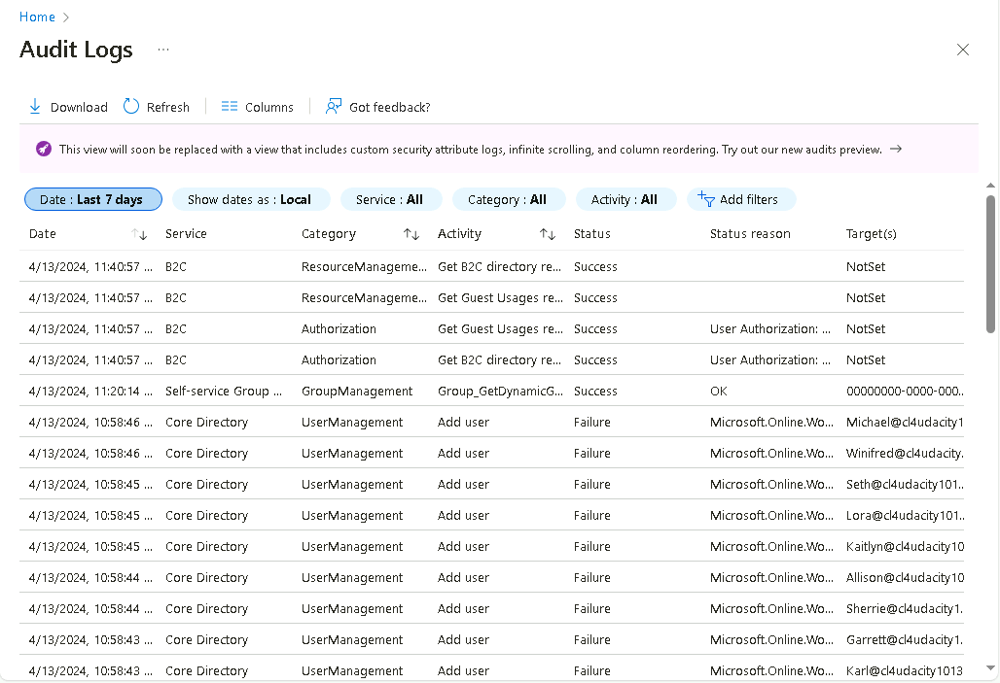 Home >
Audit Logs ...
Download Refresh Columns Got feedback?
This view will soon be replaced with a view that includes custom security attribute logs, infinite scrolling, and column reordering. Try out our new audits preview. →
Date : Last 7 days Show dates as : Local Service : All Category : All Activity : All Add filters
Date ↑↓ Service Category ↑↓ Activity ↑↓ Status Status reason Target(s)
4/13/2024, 11:40:57 ... B2C ResourceManageme... Get B2C directory re... Success NotSet
4/13/2024, 11:40:57 ... B2C ResourceManageme... Get Guest Usages re... Success NotSet
4/13/2024, 11:40:57 ... B2C Authorization Get Guest Usages re... Success User Authorization: ... NotSet
4/13/2024, 11:40:57 ... B2C Authorization Get B2C directory re... Success User Authorization: ... NotSet
4/13/2024, 11:20:14 ... Self-service Group ... GroupManagement Group_GetDynamicG... Success OK 00000000-0000-000...
4/13/2024, 10:58:46 ... Core Directory UserManagement Add user Failure Microsoft.Online.Wo... Michael@cl4udacity1
4/13/2024, 10:58:46 ... Core Directory UserManagement Add user Failure Microsoft.Online.Wo... Winifred@cl4udacity.
4/13/2024, 10:58:45 ... Core Directory UserManagement Add user Failure Microsoft.Online.Wo... Seth@cl4udacity101...
4/13/2024, 10:58:45 ... Core Directory UserManagement Add user Failure Microsoft.Online.Wo... Lora@cl4udacity101...
4/13/2024, 10:58:45 ... Core Directory UserManagement Add user Failure Microsoft.Online.Wo... Kaitlyn@cl4udacity10
4/13/2024, 10:58:44 ... Core Directory UserManagement Add user Failure Microsoft.Online.Wo... Allison@cl4udacity10
4/13/2024, 10:58:44 ... Core Directory UserManagement Add user Failure Microsoft.Online.Wo... Sherrie@cl4udacity1.
4/13/2024, 10:58:43 ... Core Directory UserManagement Add user Failure Microsoft.Online.Wo... Garrett@cl4udacity1.
4/13/2024, 10:58:43 ... Core Directory UserManagement Add user Failure Microsoft.Online.Wo... Karl@cl4udacity1013